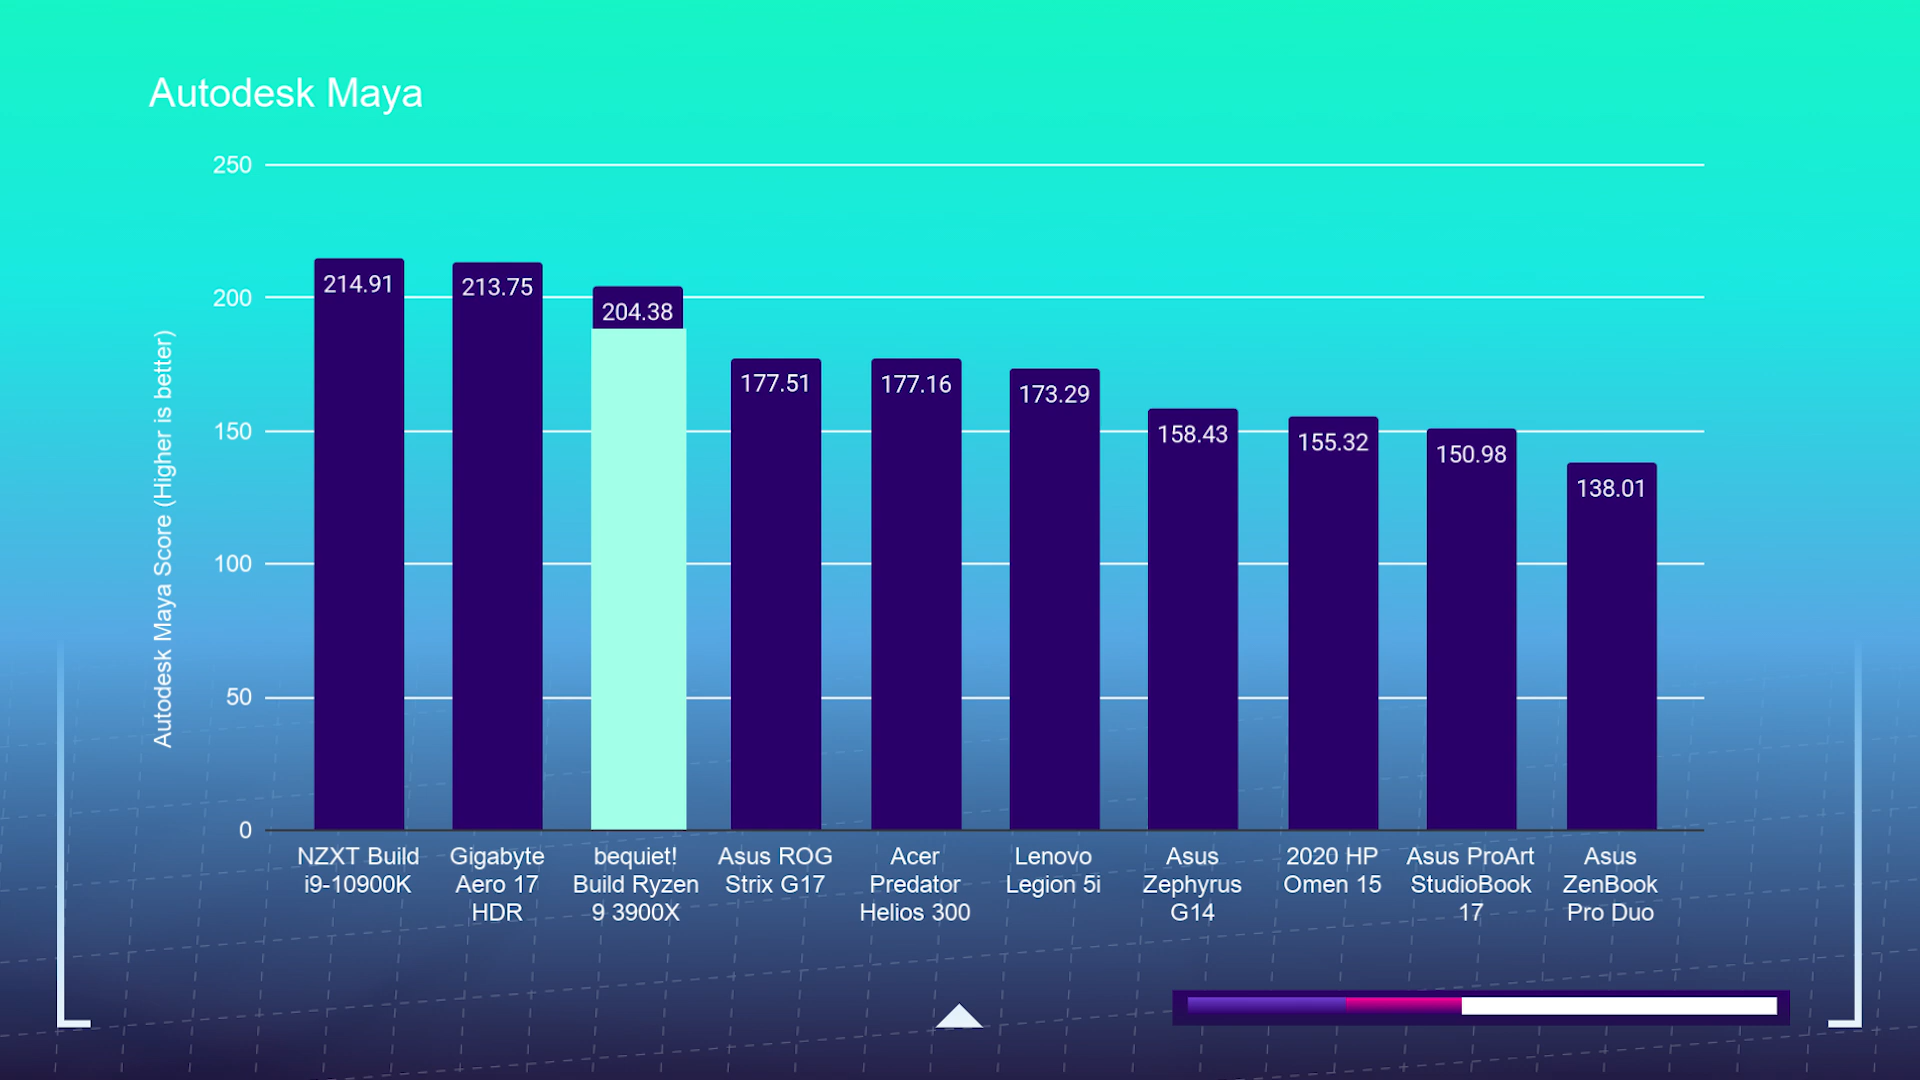 Autodesk Maya
Autodesk Maya Score (Higher is better)
250
200
150
100
50
0
214.91
213.75
204.38
177.51
177.16
173.29
158.43
155.32
150.98
138.01
NZXT Build
i9-10900K
Gigabyte
Aero 17
HDR
bequiet!
Build Ryzen
9 3900X
Asus ROG
Strix G17
Acer
Predator
Helios 300
Lenovo
Legion 5i
Asus
Zephyrus
G14
2020 HP
Omen 15
Asus ProArt
StudioBook
17
Asus
ZenBook
Pro Duo